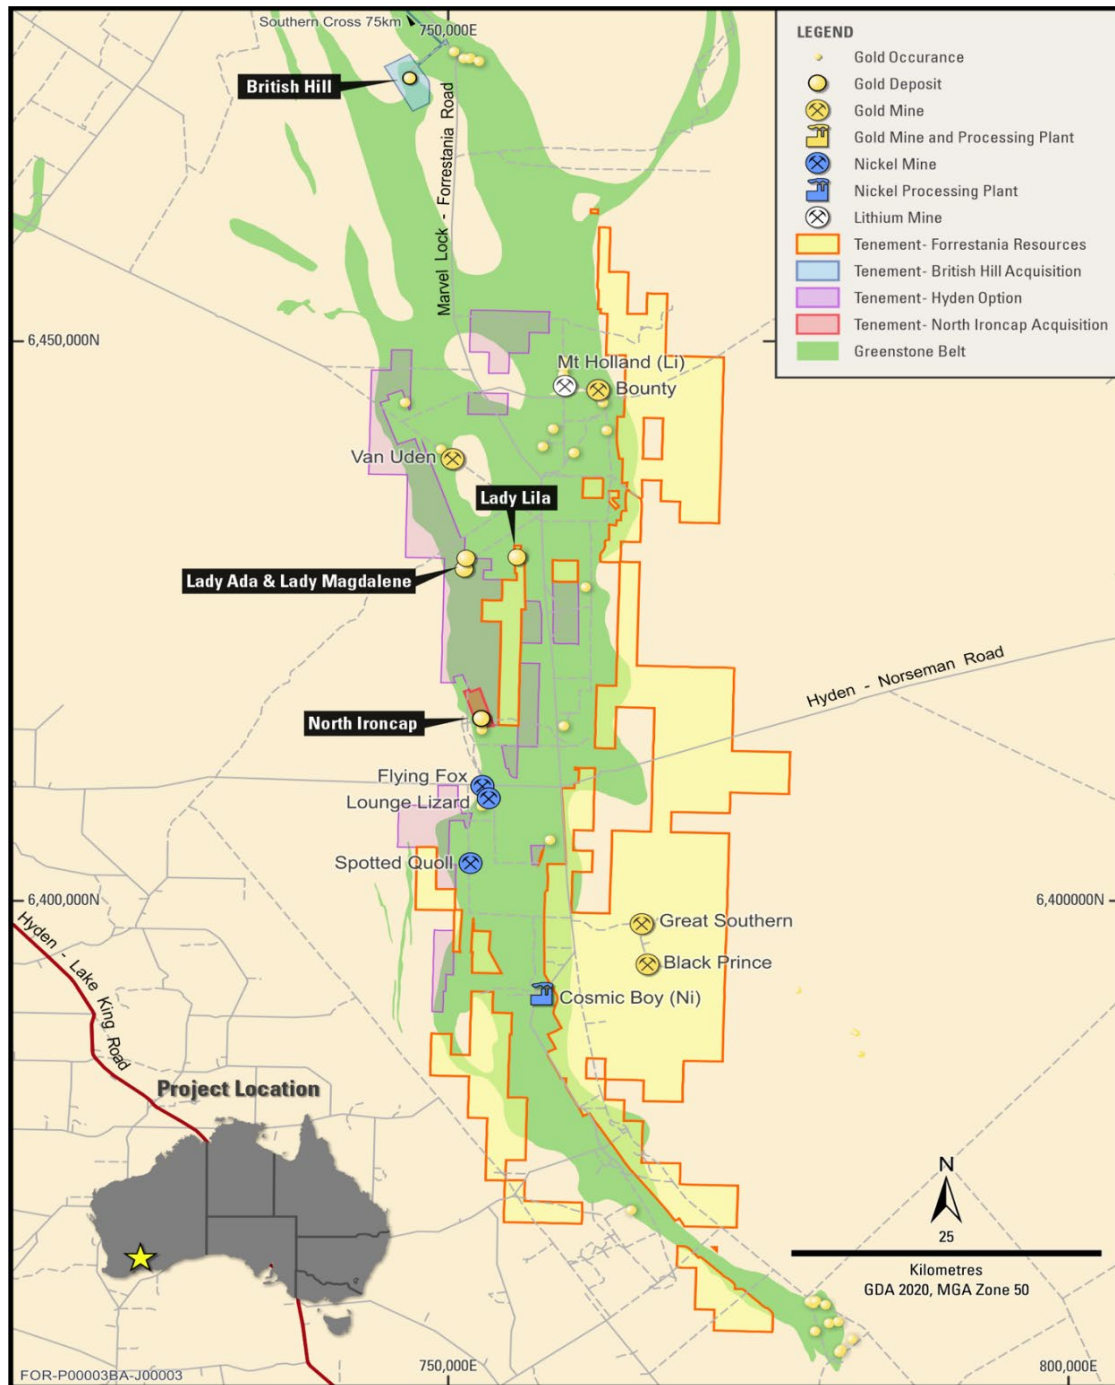 Southern Cross 75km
750,000E
LEGEND
Gold Occurance
Gold Deposit
Gold Mine
Gold Mine and Processing Plant
Nickel Mine
Nickel Processing Plant
Lithium Mine
Tenement- Forrestania Resources
Tenement- British Hill Acquisition
Tenement- Hyden Option
Tenement- North Ironcap Acquisition
Greenstone Belt
British Hill
Marvel Lock - Forrestania Road
6,450,000N
Mt Holland (Li)
Bounty
Van Uden
Lady Lila
Lady Ada & Lady Magdalene
Hyden - Norseman Road
North Ironcap
Flying Fox
Lounge Lizard
Spotted Quoll
6,400,000N
6,400000N
Great Southern
Black Prince
Cosmic Boy (Ni)
Hyden - Lake King Road
Project Location
N
25
Kilometres
GDA 2020, MGA Zone 50
FOR-P00003BA-J00003
750,000E
800,000E